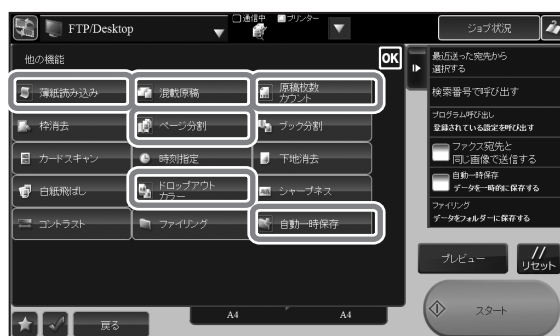 FTP/Desktop
通信中
プリンター
ジョブ状況
他の機能
OK
薄紙読み込み
混載原稿
原稿枚数
カウント
枠消去
ページ分割
ブック分割
カードスキャン
時刻指定
下地消去
白紙飛ばし
ドロップアウト
カラー
シャープネス
コントラスト
ファイリング
自動一時保存
戻る
A4
A4
最近送った宛先から
選択する
検索番号で呼び出す
プログラム呼び出し
登録されている設定を呼び出す
ファクス宛先と
同じ画像で送信する
自動一時保存
データを一時的に保存する
ファイリング
データをフォルダーに保存する
プレビュー
リセット
スタート